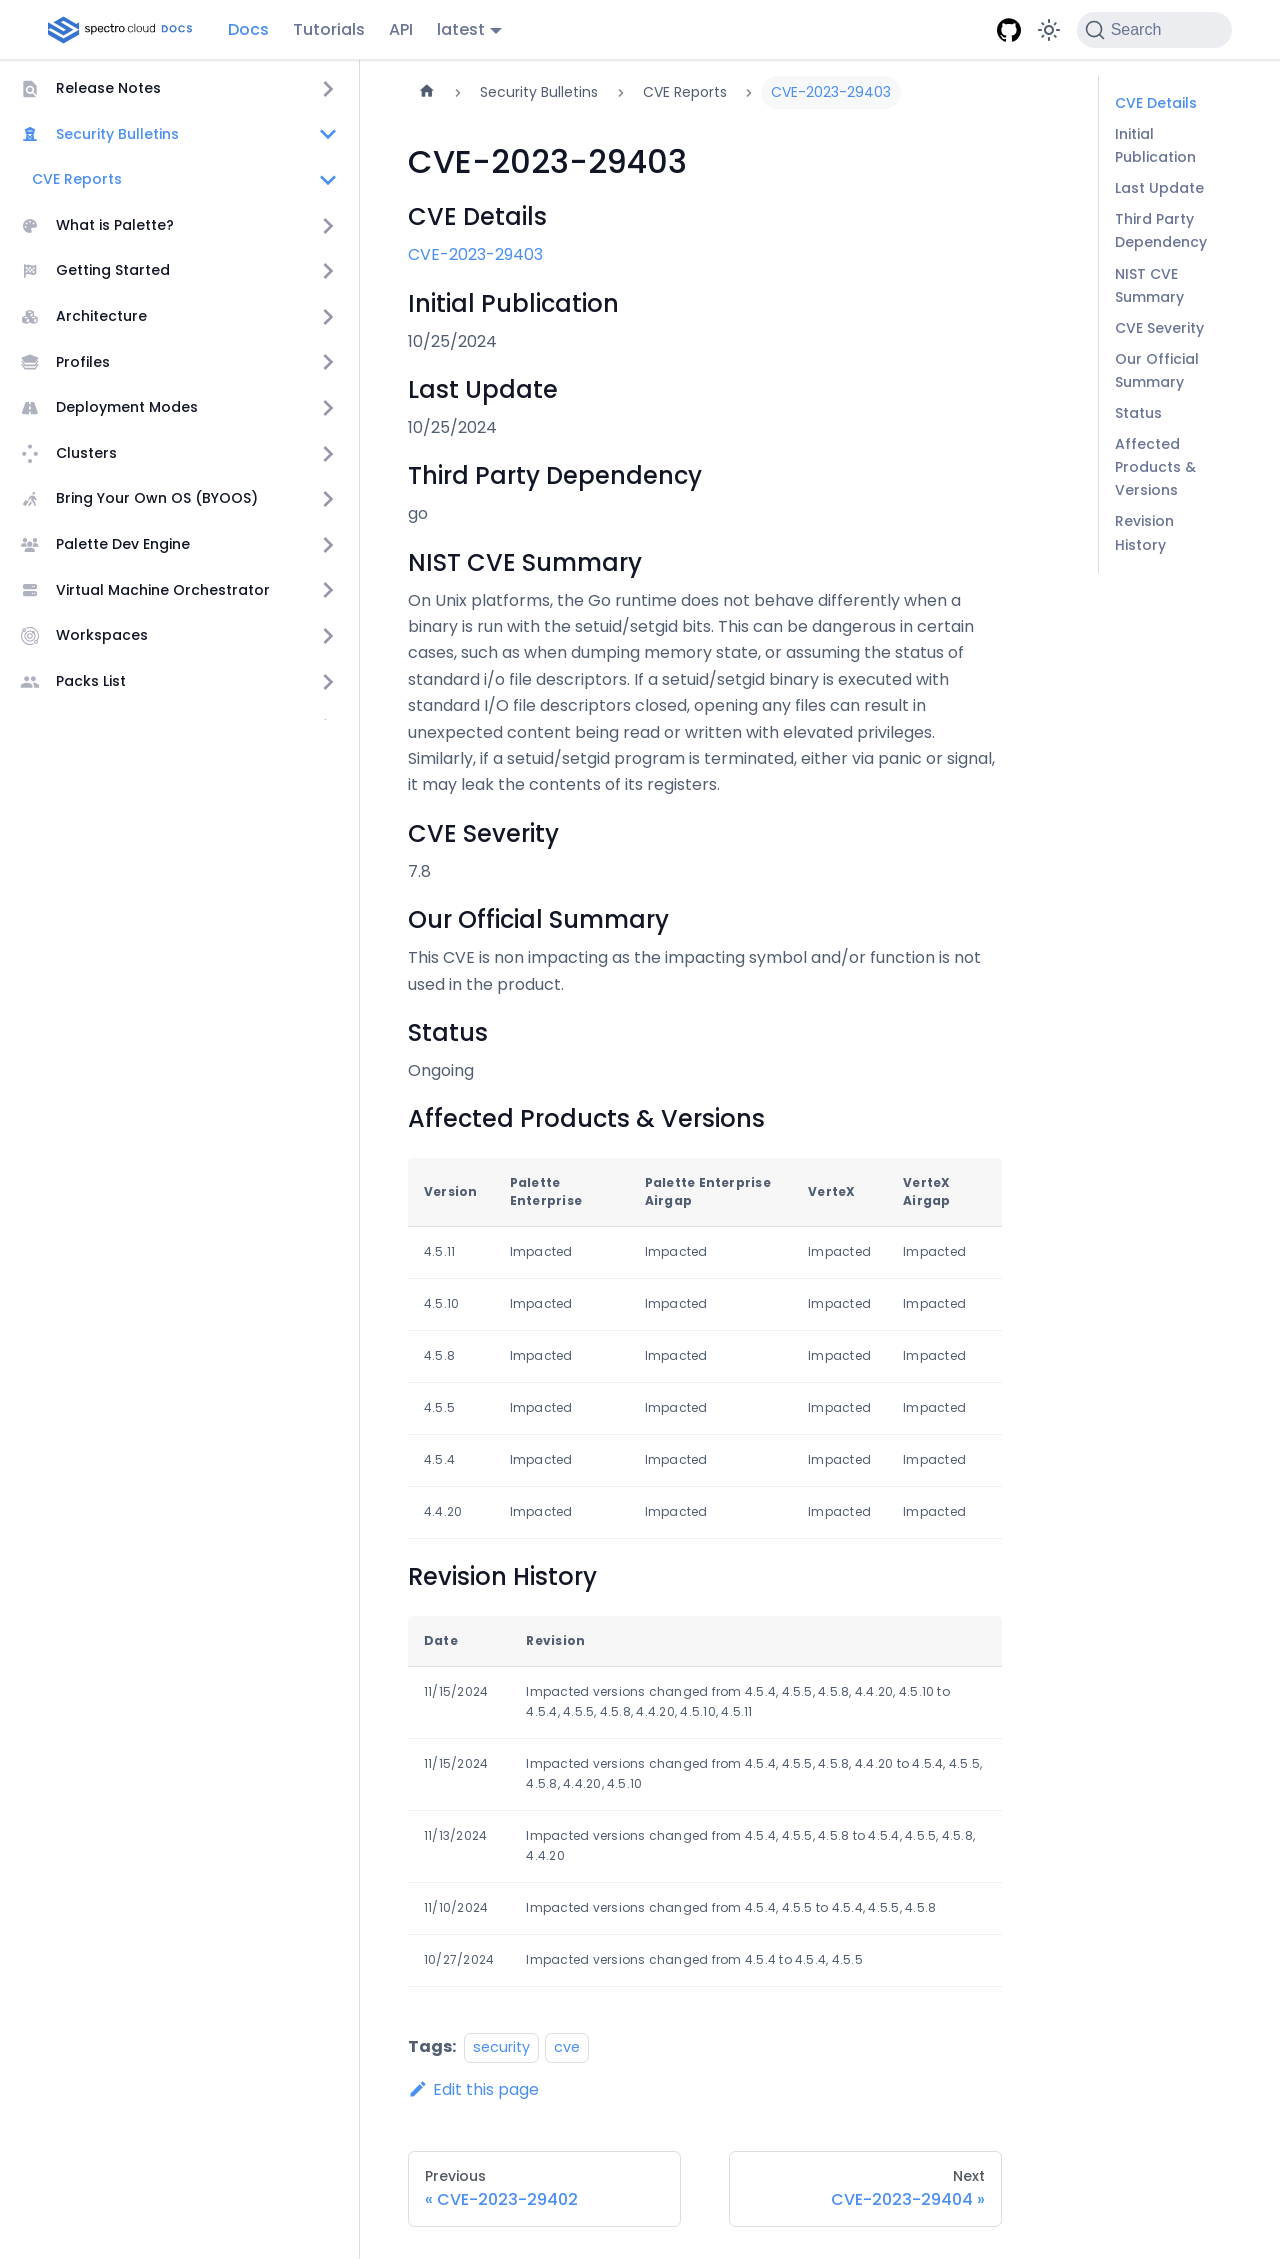 spectro cloud DOCS
Docs
Tutorials
API
latest
Search
Release Notes
Security Bulletins
CVE Reports
What is Palette?
Getting Started
Architecture
Profiles
Deployment Modes
Clusters
Bring Your Own OS (BYOOS)
Palette Dev Engine
Virtual Machine Orchestrator
Workspaces
Packs List
Security Bulletins
CVE Reports
CVE-2023-29403
CVE-2023-29403
CVE Details
CVE-2023-29403
Initial Publication
10/25/2024
Last Update
10/25/2024
Third Party Dependency
go
NIST CVE Summary
On Unix platforms, the Go runtime does not behave differently when a
binary is run with the setuid/setgid bits. This can be dangerous in certain
cases, such as when dumping memory state, or assuming the status of
standard i/o file descriptors. If a setuid/setgid binary is executed with
standard I/O file descriptors closed, opening any files can result in
unexpected content being read or written with elevated privileges.
Similarly, if a setuid/setgid program is terminated, either via panic or signal,
it may leak the contents of its registers.
CVE Severity
7.8
Our Official Summary
This CVE is non impacting as the impacting symbol and/or function is not
used in the product.
Status
Ongoing
Affected Products & Versions
Version Palette Enterprise Palette Enterprise Airgap VerteX VerteX Airgap
4.5.11 Impacted Impacted Impacted Impacted
4.5.10 Impacted Impacted Impacted Impacted
4.5.8 Impacted Impacted Impacted Impacted
4.5.5 Impacted Impacted Impacted Impacted
4.5.4 Impacted Impacted Impacted Impacted
4.4.20 Impacted Impacted Impacted Impacted
Revision History
Date Revision
11/15/2024 Impacted versions changed from 4.5.4, 4.5.5, 4.5.8, 4.4.20, 4.5.10 to
4.5.4, 4.5.5, 4.5.8, 4.4.20, 4.5.10, 4.5.11
11/15/2024 Impacted versions changed from 4.5.4, 4.5.5, 4.5.8, 4.4.20 to 4.5.4, 4.5.5,
4.5.8, 4.4.20, 4.5.10
11/13/2024 Impacted versions changed from 4.5.4, 4.5.5, 4.5.8 to 4.5.4, 4.5.5, 4.5.8,
4.4.20
11/10/2024 Impacted versions changed from 4.5.4, 4.5.5 to 4.5.4, 4.5.5, 4.5.8
10/27/2024 Impacted versions changed from 4.5.4 to 4.5.4, 4.5.5
Tags: security cve
Edit this page
Previous
« CVE-2023-29402
Next
CVE-2023-29404 »
CVE Details
Initial
Publication
Last Update
Third Party
Dependency
NIST CVE
Summary
CVE Severity
Our Official
Summary
Status
Affected
Products &
Versions
Revision
History